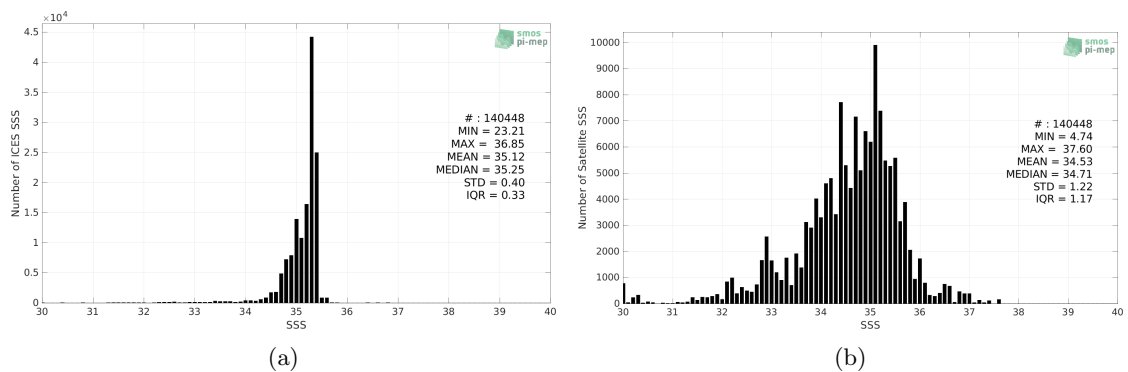 ×10⁴
4.5
4
3.5
3
2.5
2
1.5
1
0.5
0
Number of ICES SSS
30 31 32 33 34 35 36 37 38 39 40
SSS
smos
pi-mep
# : 140448
MIN = 23.21
MAX = 36.85
MEAN = 35.12
MEDIAN = 35.25
STD = 0.40
IQR = 0.33
(a)
10000
9000
8000
7000
6000
5000
4000
3000
2000
1000
0
Number of Satellite SSS
30 31 32 33 34 35 36 37 38 39 40
SSS
smos
pi-mep
# : 140448
MIN = 4.74
MAX = 37.60
MEAN = 34.53
MEDIAN = 34.71
STD = 1.22
IQR = 1.17
(b)